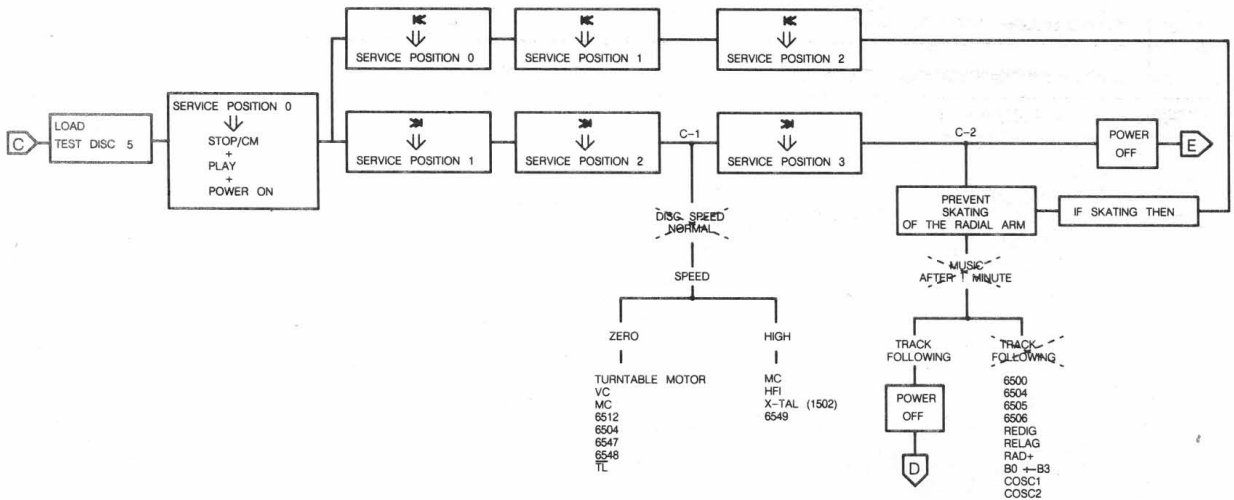 C
LOAD
TEST DISC 5
SERVICE POSITION 0
⇓
STOP/CM
+
PLAY
+
POWER ON
SERVICE POSITION 0
SERVICE POSITION 1
SERVICE POSITION 2
SERVICE POSITION 1
SERVICE POSITION 2
C-1
SERVICE POSITION 3
C-2
POWER
OFF
E
DISC SPEED
NORMAL
SPEED
ZERO
TURNTABLE MOTOR
VC
MC
6512
6504
6547
6548
TL
HIGH
MC
HFI
X-TAL (1502)
6549
PREVENT
SKATING
OF THE RADIAL ARM
IF SKATING THEN
MUSIC
AFTER 1 MINUTE
TRACK
FOLLOWING
POWER
OFF
D
TRACK
FOLLOWING
6500
6504
6505
6506
REDIG
RELAG
RAD+
B0 ÷B3
COSC1
COSC2